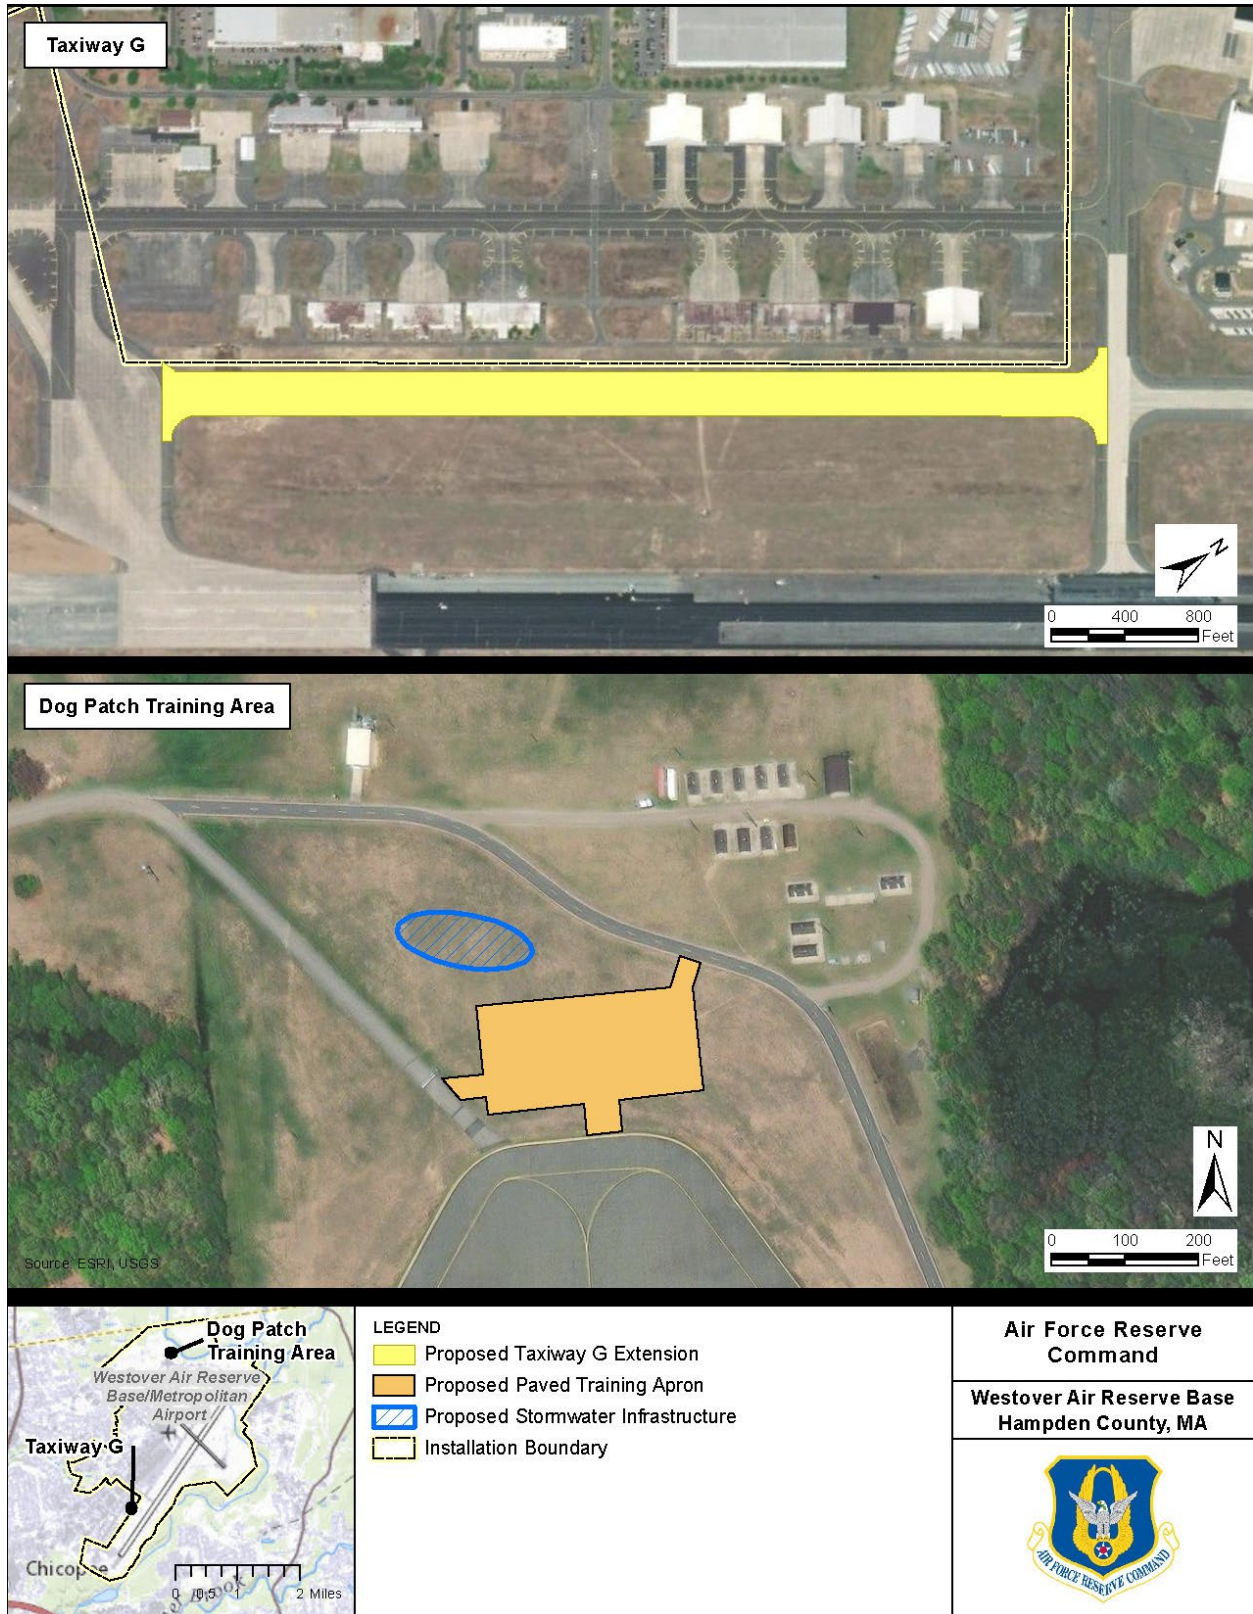 Taxiway G
N
0 400 800
Feet
Dog Patch Training Area
N
0 100 200
Feet
Source: ESRI, USGS
Dog Patch
Training Area
Westover Air Reserve
Base/Metropolitan
Airport
Taxiway G
Chicopee
ook
0 0.5 1 2 Miles
LEGEND
Proposed Taxiway G Extension
Proposed Paved Training Apron
Proposed Stormwater Infrastructure
Installation Boundary
Air Force Reserve
Command
Westover Air Reserve Base
Hampden County, MA
AIR FORCE RESERVE COMMAND